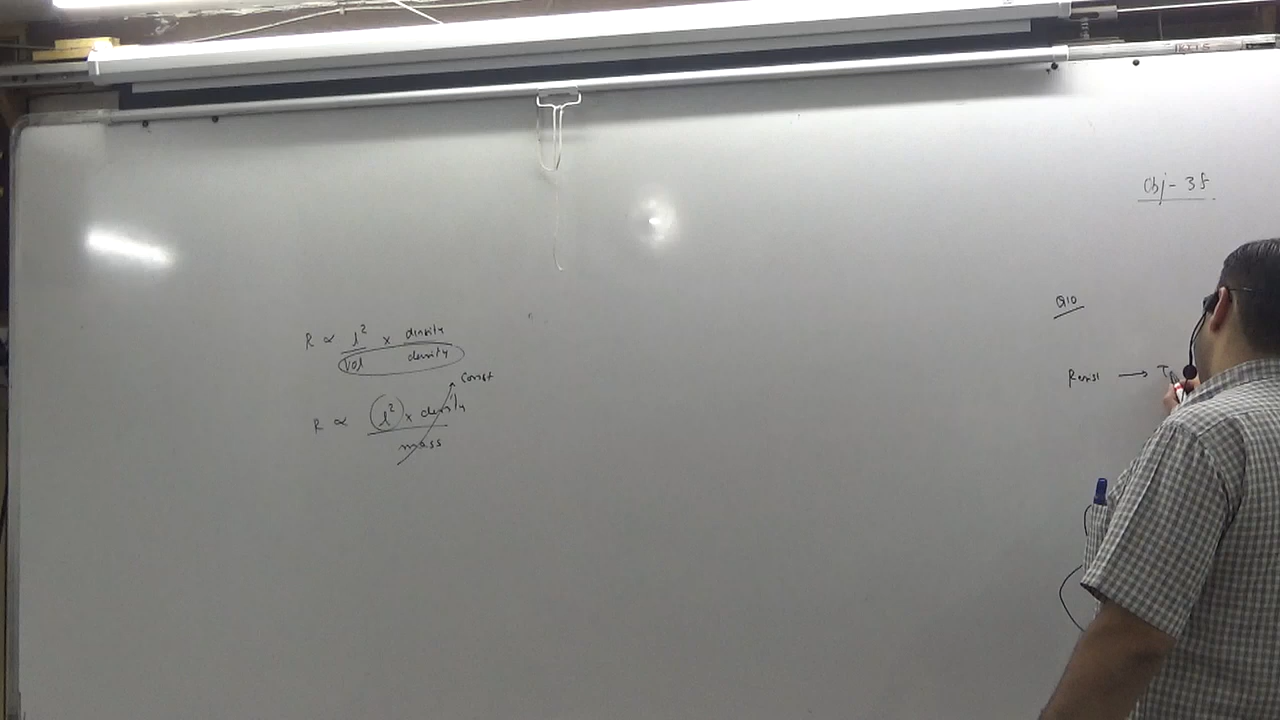 R ∝ l² x density
Vol density
const
R ∝ l² x density
mass
Obj - 35
Q10
Resist → T